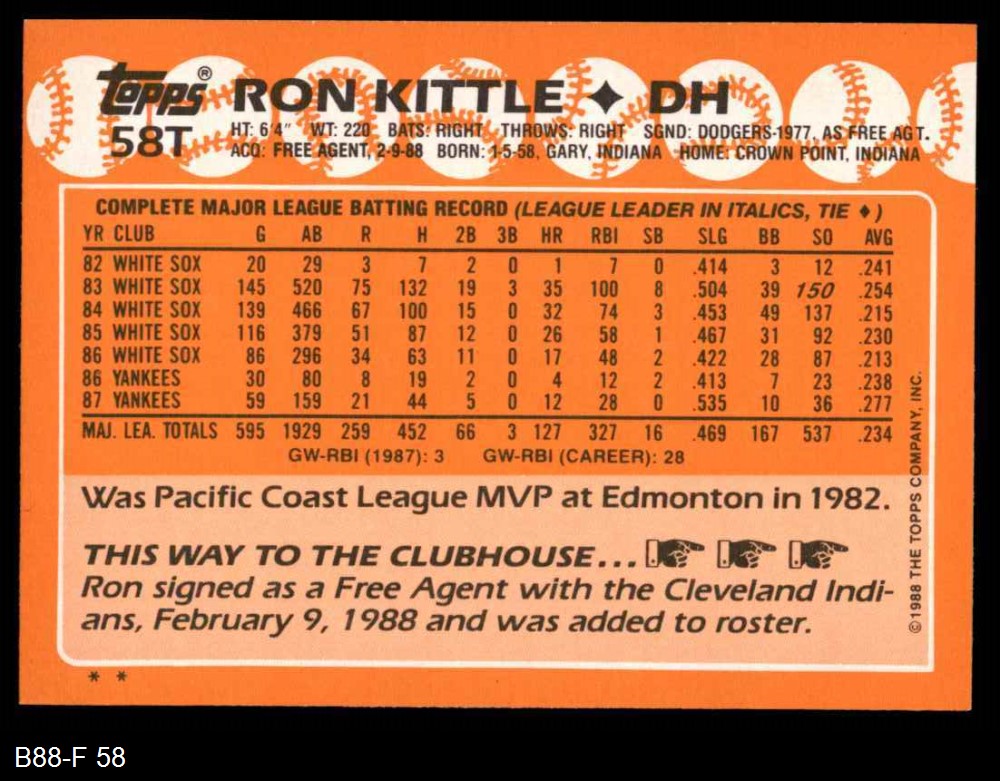 topps® RON KITTLE ♦ DH
58T HT: 6'4" WT: 220 BATS: RIGHT THROWS: RIGHT SGND: DODGERS-1977, AS FREE AGT.
ACQ: FREE AGENT, 2-9-88 BORN: 1-5-58, GARY, INDIANA HOME: CROWN POINT, INDIANA
COMPLETE MAJOR LEAGUE BATTING RECORD (LEAGUE LEADER IN ITALICS, TIE ♦)
YR CLUB G AB R H 2B 3B HR RBI SB SLG BB SO AVG
82 WHITE SOX 20 29 3 7 2 0 1 7 0 .414 3 12 .241
83 WHITE SOX 145 520 75 132 19 3 35 100 8 .504 39 150 .254
84 WHITE SOX 139 466 67 100 15 0 32 74 3 .453 49 137 .215
85 WHITE SOX 116 379 51 87 12 0 26 58 1 .467 31 92 .230
86 WHITE SOX 86 296 34 63 11 0 17 48 2 .422 28 87 .213
86 YANKEES 30 80 8 19 2 0 4 12 2 .413 7 23 .238
87 YANKEES 59 159 21 44 5 0 12 28 0 .535 10 36 .277
MAJ. LEA. TOTALS 595 1929 259 452 66 3 127 327 16 .469 167 537 .234
GW-RBI (1987): 3 GW-RBI (CAREER): 28
Was Pacific Coast League MVP at Edmonton in 1982.
THIS WAY TO THE CLUBHOUSE...
Ron signed as a Free Agent with the Cleveland Indi-
ans, February 9, 1988 and was added to roster.
©1988 THE TOPPS COMPANY, INC.
* *
B88-F 58